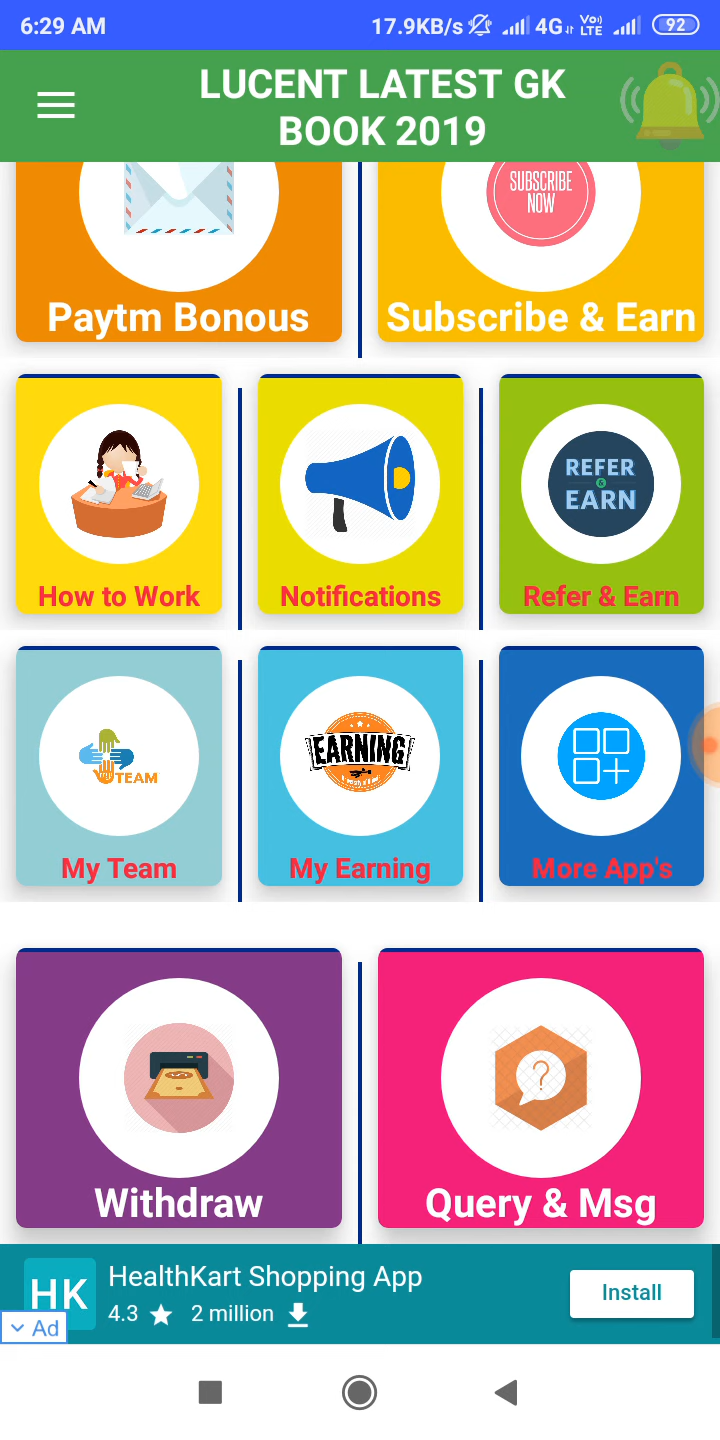 6:29 AM
17.9KB/s 4G Vo) LTE 92
LUCENT LATEST GK
BOOK 2019
SUBSCRIBE
NOW
Paytm Bonous
Subscribe & Earn
REFER
&
EARN
How to Work
Notifications
Refer & Earn
TEAM
EARNING
My Team
My Earning
More App's
?
Withdraw
Query & Msg
HK
HealthKart Shopping App
4.3 ★ 2 million
Install
Ad